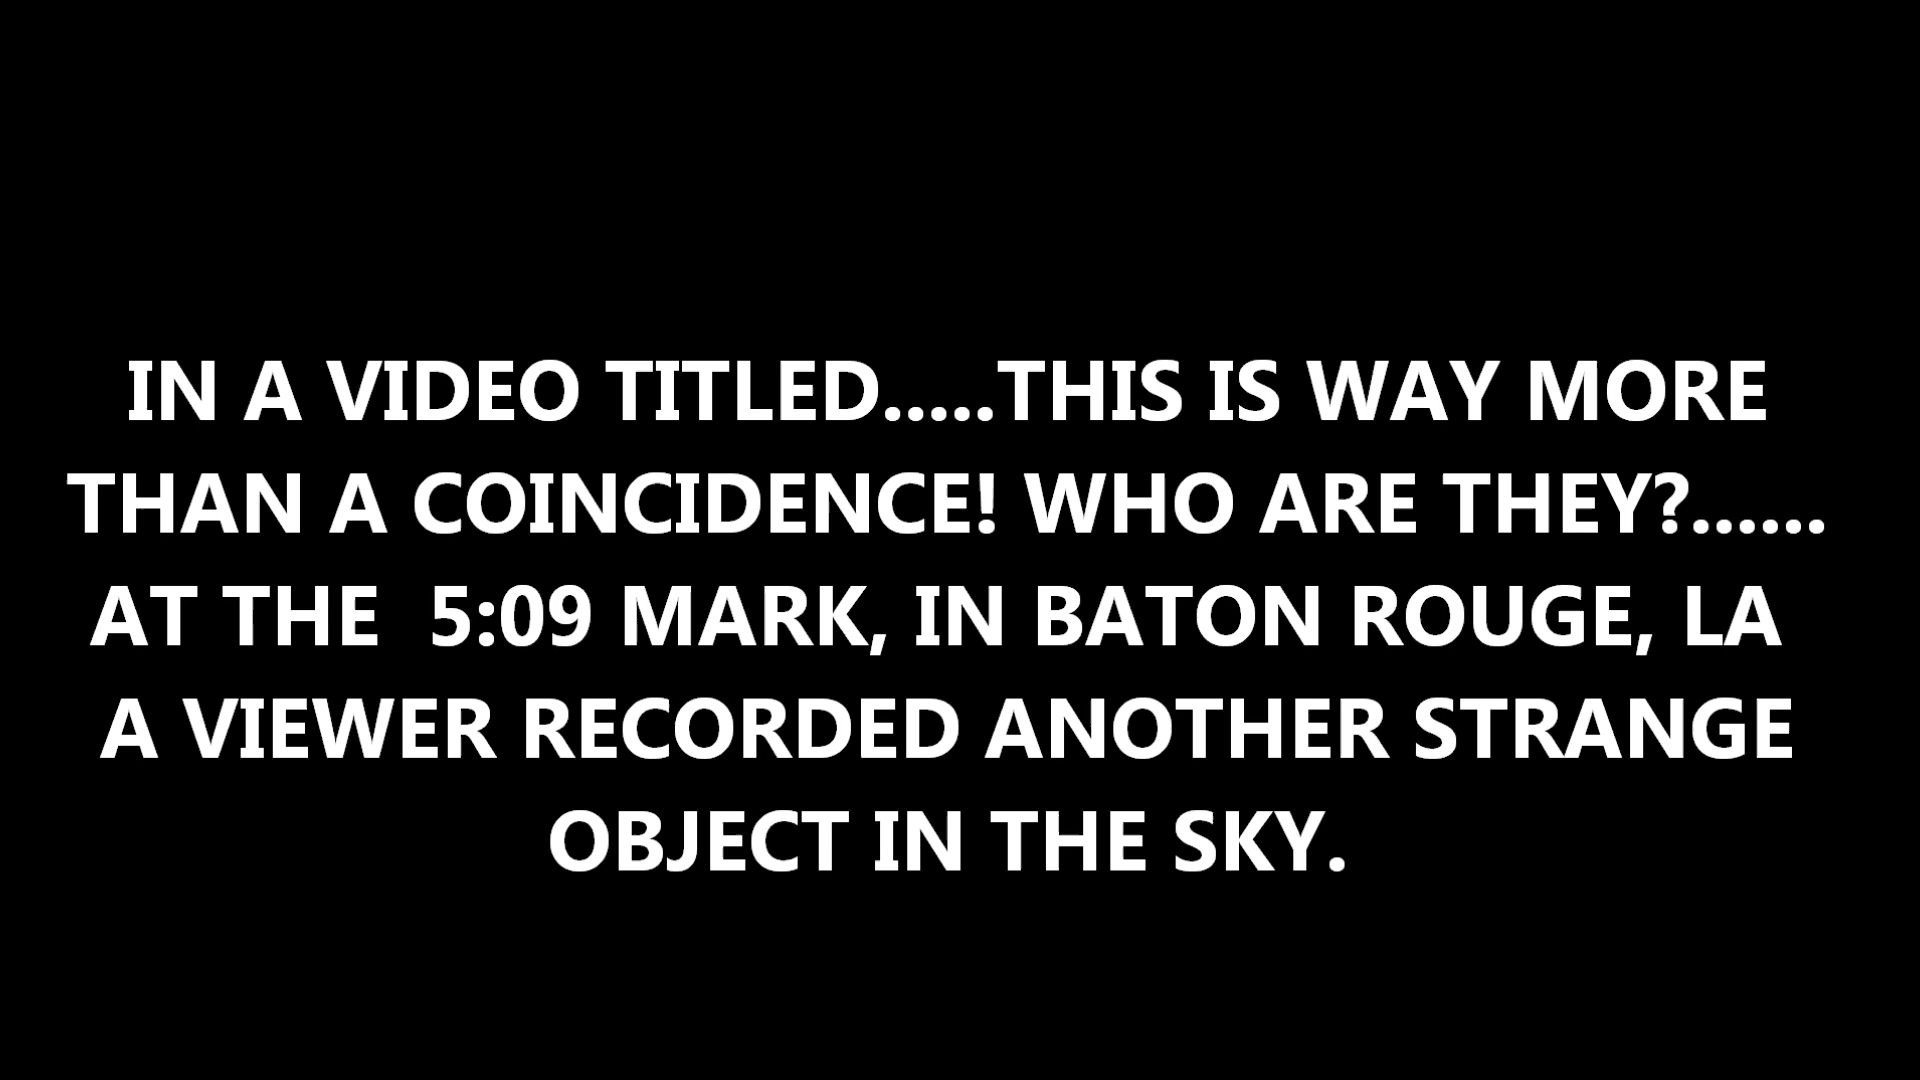 IN A VIDEO TITLED.....THIS IS WAY MORE
THAN A COINCIDENCE! WHO ARE THEY?......
AT THE  5:09 MARK, IN BATON ROUGE, LA
A VIEWER RECORDED ANOTHER STRANGE
OBJECT IN THE SKY.